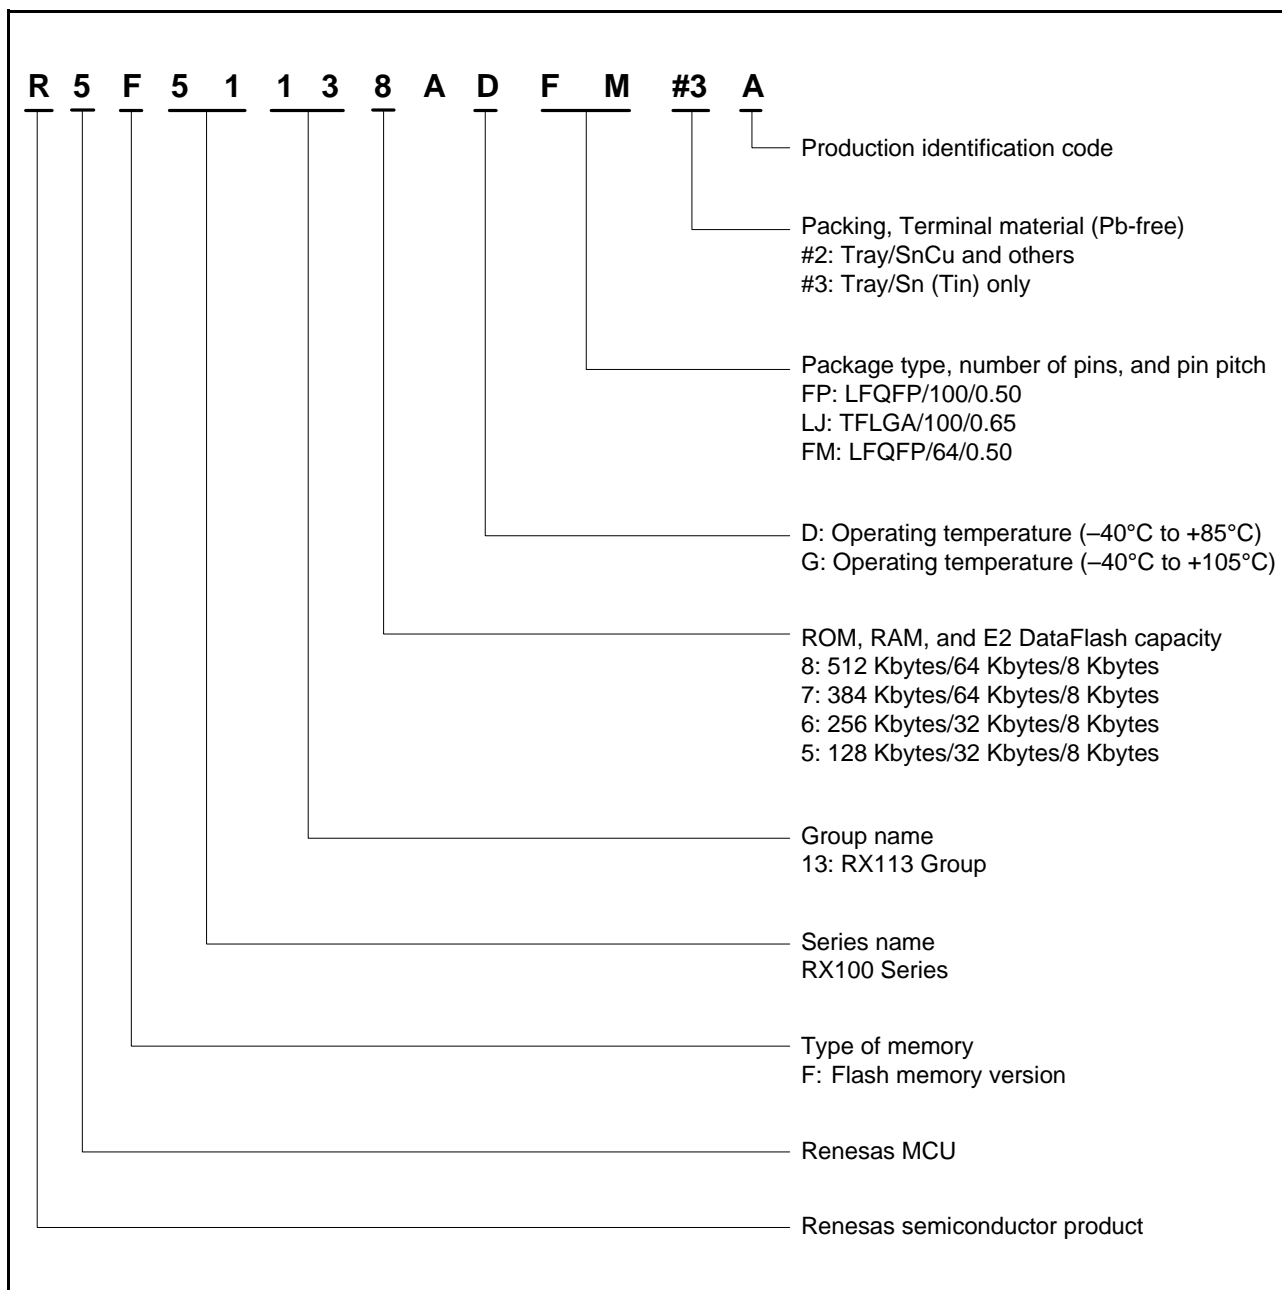 R 5 F 5 1 1 3 8 A D F M #3 A
Production identification code
Packing, Terminal material (Pb-free)
#2: Tray/SnCu and others
#3: Tray/Sn (Tin) only
Package type, number of pins, and pin pitch
FP: LFQFP/100/0.50
LJ: TFLGA/100/0.65
FM: LFQFP/64/0.50
D: Operating temperature (–40°C to +85°C)
G: Operating temperature (–40°C to +105°C)
ROM, RAM, and E2 DataFlash capacity
8: 512 Kbytes/64 Kbytes/8 Kbytes
7: 384 Kbytes/64 Kbytes/8 Kbytes
6: 256 Kbytes/32 Kbytes/8 Kbytes
5: 128 Kbytes/32 Kbytes/8 Kbytes
Group name
13: RX113 Group
Series name
RX100 Series
Type of memory
F: Flash memory version
Renesas MCU
Renesas semiconductor product